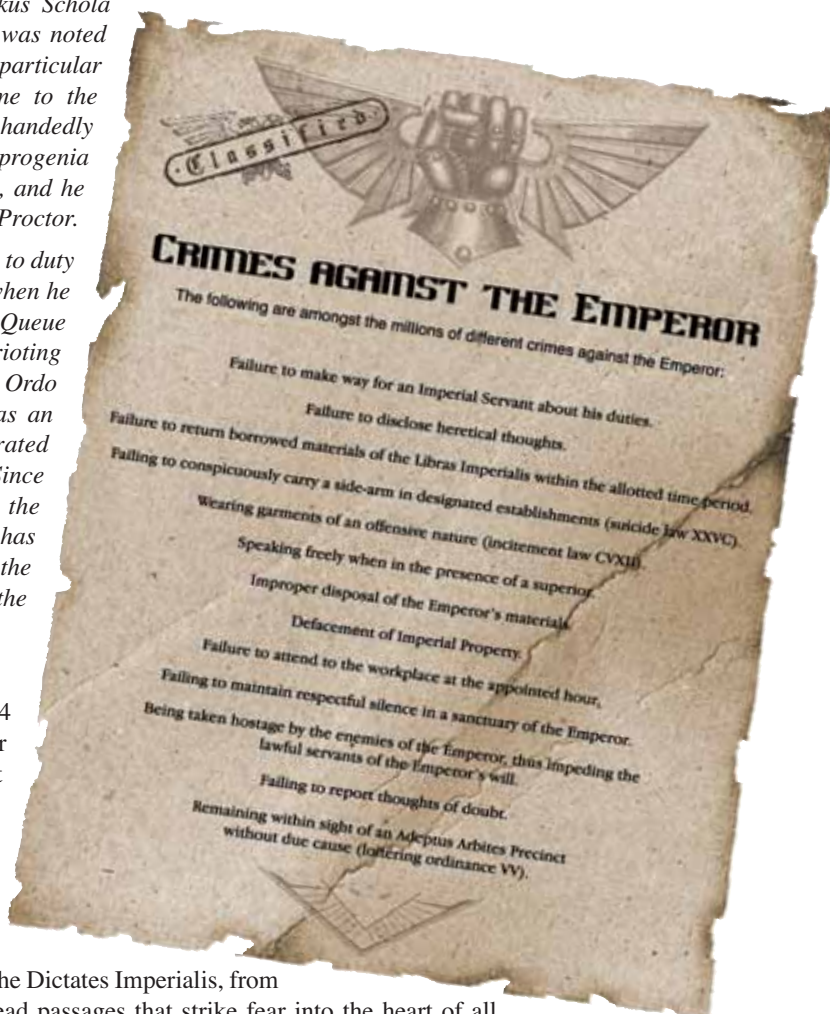 kus Schola
was noted
particular
ne to the
handedly
progenia
, and he
Proctor.
to duty
when he
Queue
rioting
Ordo
as an
rated
Since
the
has
the
the
4
r
t
he Dictates Imperialis, from
ead passages that strike fear into the heart of all
·Classified·
CRIMES AGAINST THE EMPEROR
The following are amongst the millions of different crimes against the Emperor:
Failure to make way for an Imperial Servant about his duties.
Failure to disclose heretical thoughts.
Failure to return borrowed materials of the Libras Imperialis within the allotted time period.
Failing to conspicuously carry a side-arm in designated establishments (suicide law XXVC).
Wearing garments of an offensive nature (incitement law CVXII)
Speaking freely when in the presence of a superior.
Improper disposal of the Emperor's materials.
Defacement of Imperial Property.
Failure to attend to the workplace at the appointed hour,
Failing to maintain respectful silence in a sanctuary of the Emperor.
Being taken hostage by the enemies of the Emperor, thus impeding the
lawful servants of the Emperor's will.
Failing to report thoughts of doubt.
Remaining within sight of an Adeptus Arbites Precinct
without due cause (loitering ordinance VV).